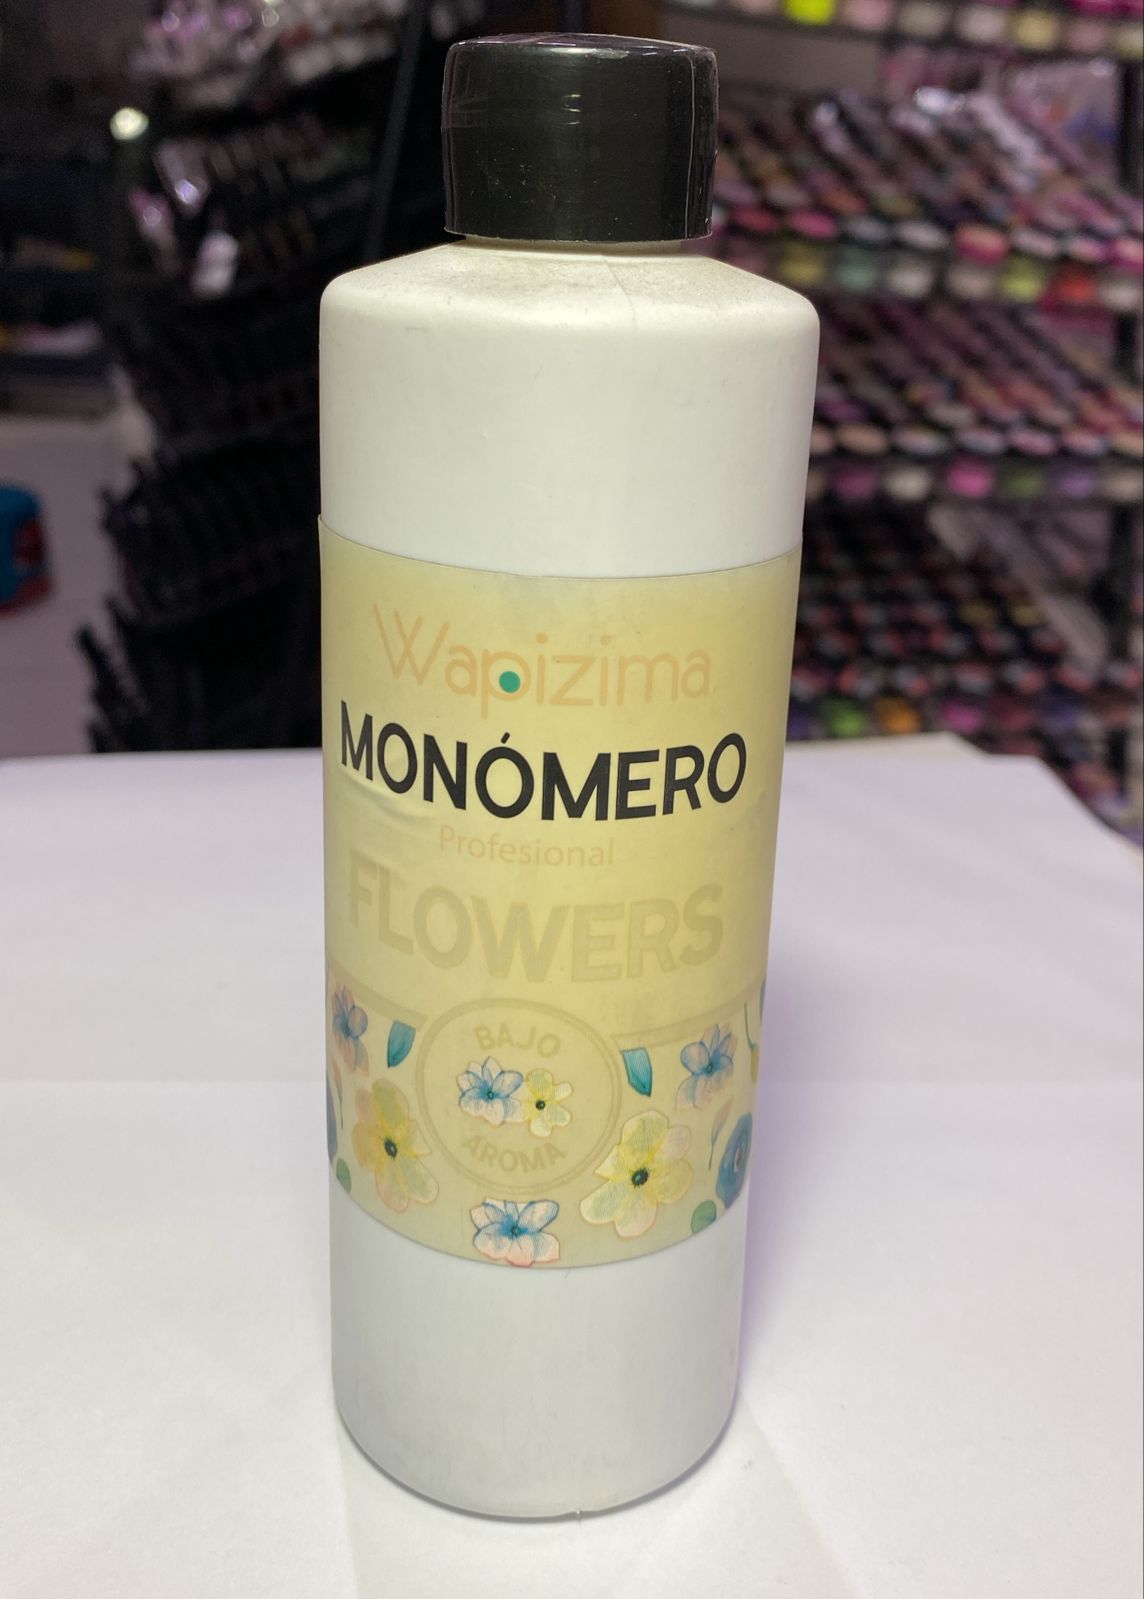 Wapizima
MONÓMERO
Profesional
FLOWERS
BAJO
AROMA